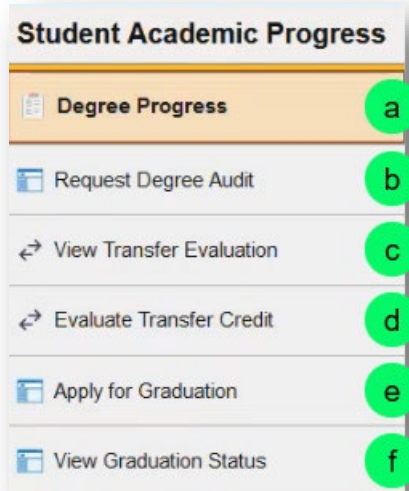 Student Academic Progress
Degree Progress a
Request Degree Audit b
View Transfer Evaluation c
Evaluate Transfer Credit d
Apply for Graduation e
View Graduation Status f